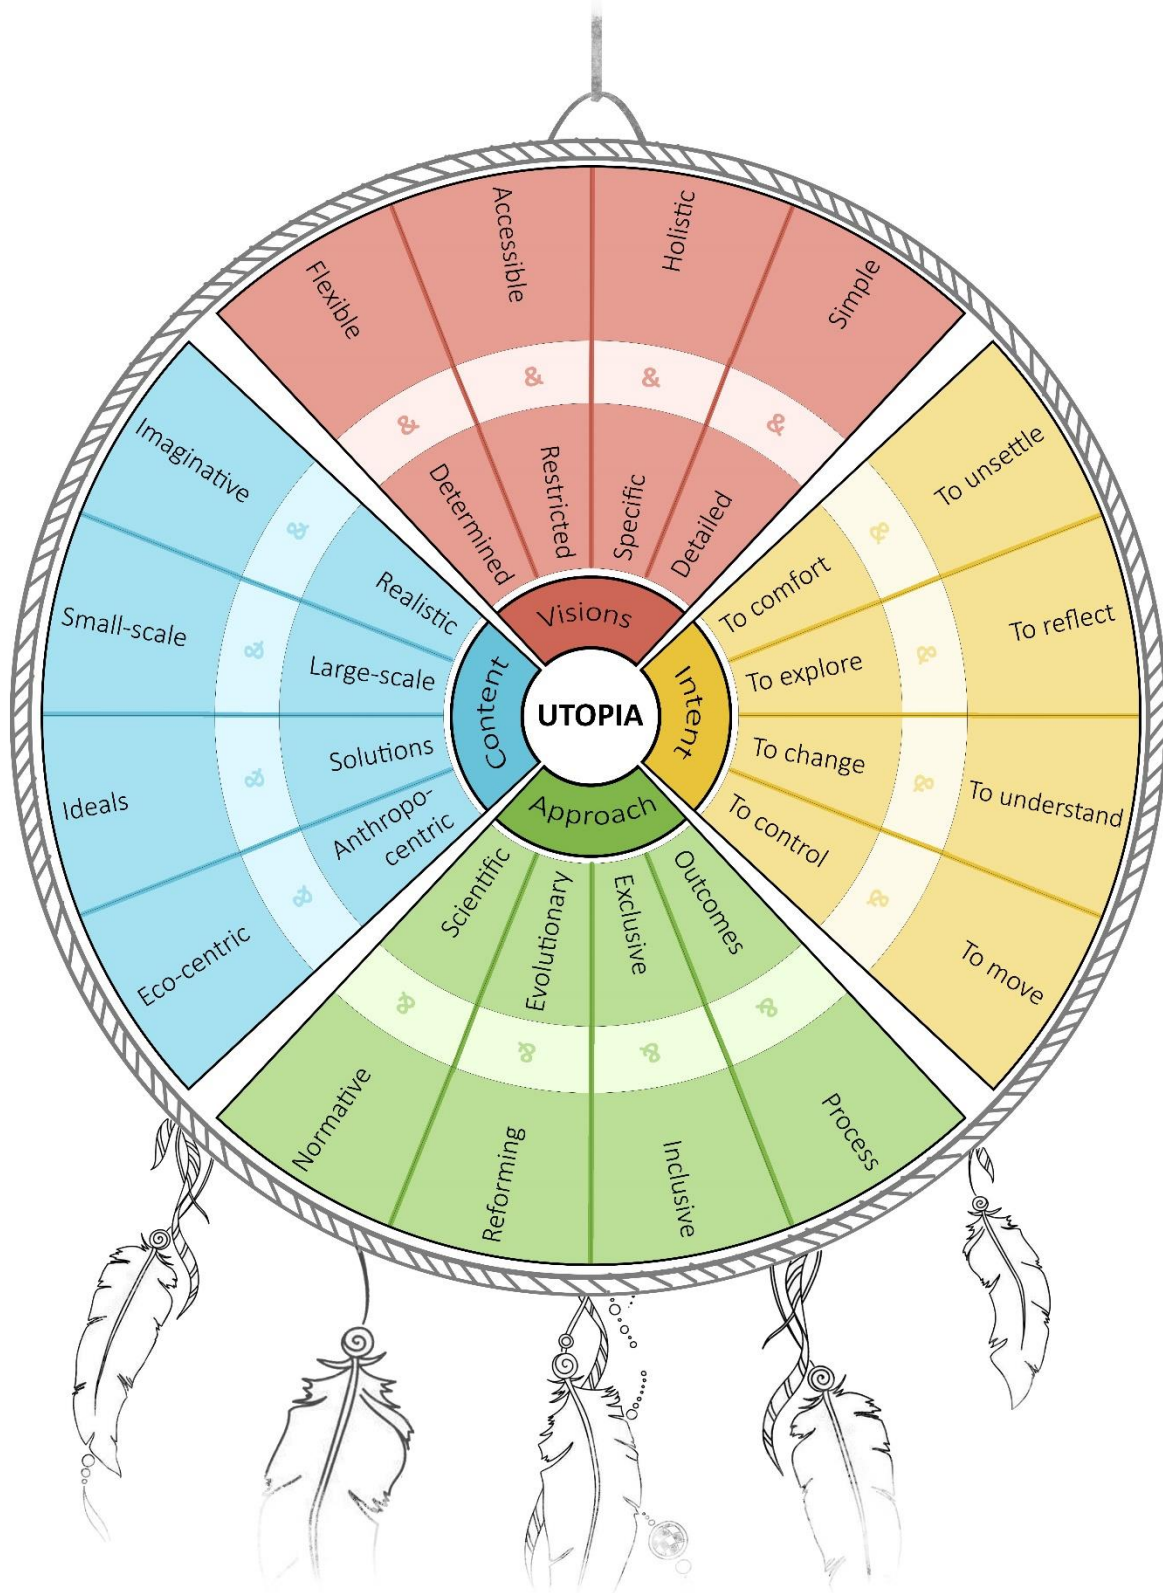 Flexible
&
Determined
Accessible
&
Restricted
Holistic
&
Specific
Simple
&
Detailed
Visions
To unsettle
&
To comfort
To reflect
&
To explore
To understand
&
To change
To move
&
To control
Intent
Imaginative
&
Realistic
Small-scale
&
Large-scale
Ideals
&
Solutions
Eco-centric
&
Anthropo-
centric
Content
UTOPIA
Approach
Scientific
&
Normative
Evolutionary
&
Reforming
Exclusive
&
Inclusive
Outcomes
&
Process